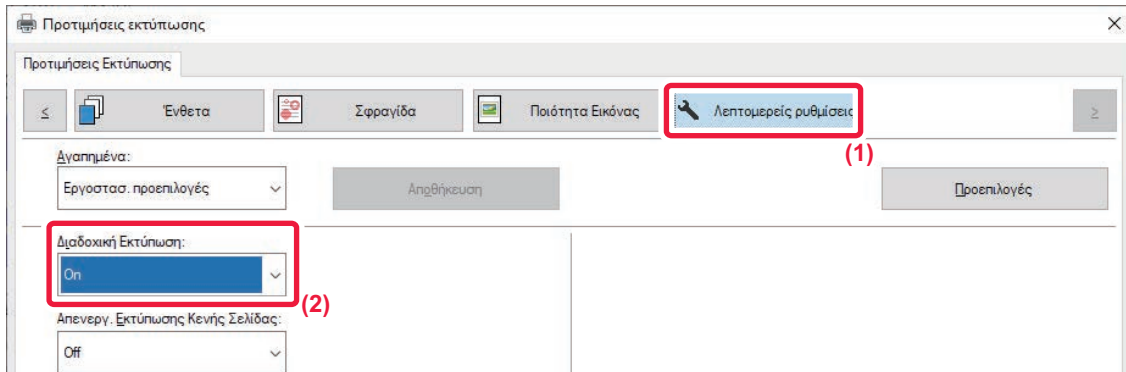 Προτιμήσεις εκτύπωσης
Προτιμήσεις Εκτύπωσης
< Ένθετα Σφραγίδα Ποιότητα Εικόνας Λεπτομερείς ρυθμίσεις >
(1)
Αγαπημένα:
Εργοστασ. προεπιλογές Αποθήκευση Προεπιλογές
Διαδοχική Εκτύπωση:
On
(2)
Απενεργ. Εκτύπωσης Κενής Σελίδας:
Off